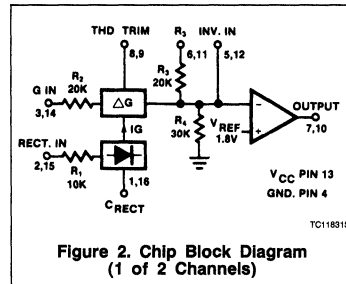 THD TRIM
8,9
R3
6,11
INV. IN
5,12
R3
20K
G IN
3,14
R2
20K
△G
IG
R4
30K
−
+
VREF
1.8V
OUTPUT
7,10
RECT. IN
2,15
R1
10K
1,16
CRECT
VCC PIN 13
GND. PIN 4
TC11831S
Figure 2. Chip Block Diagram
(1 of 2 Channels)